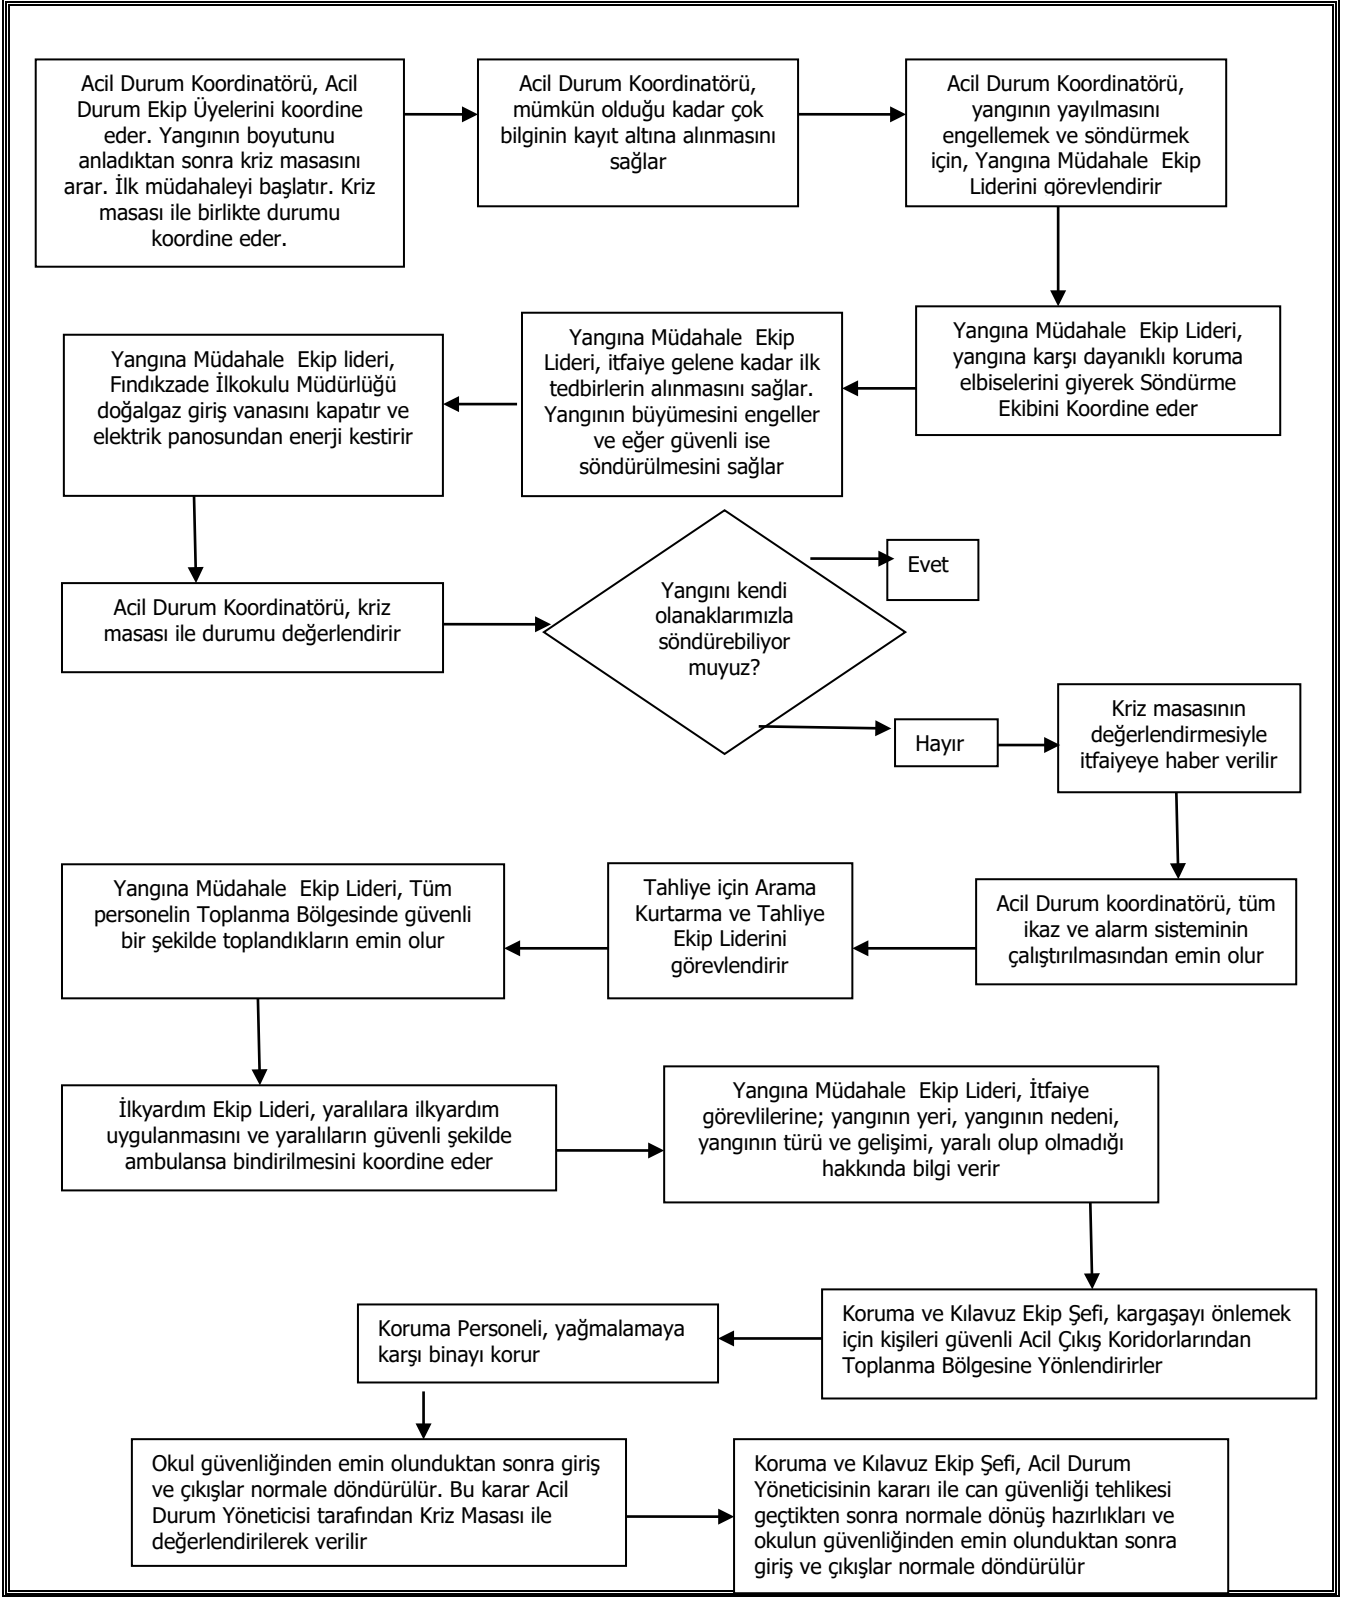 Acil Durum Koordinatörü, Acil
Durum Ekip Üyelerini koordine
eder. Yangının boyutunu
anladıktan sonra kriz masasını
arar. İlk müdahaleyi başlatır. Kriz
masası ile birlikte durumu
koordine eder.
Acil Durum Koordinatörü,
mümkün olduğu kadar çok
bilginin kayıt altına alınmasını
sağlar
Acil Durum Koordinatörü,
yangının yayılmasını
engellemek ve söndürmek
için, Yangına Müdahale  Ekip
Liderini görevlendirir
Yangına Müdahale  Ekip Lideri,
yangına karşı dayanıklı koruma
elbiselerini giyerek Söndürme
Ekibini Koordine eder
Yangına Müdahale  Ekip
Lideri, itfaiye gelene kadar ilk
tedbirlerin alınmasını sağlar.
Yangının büyümesini engeller
ve eğer güvenli ise
söndürülmesini sağlar
Yangına Müdahale  Ekip lideri,
Fındıkzade İlkokulu Müdürlüğü
doğalgaz giriş vanasını kapatır ve
elektrik panosundan enerji kestirir
Acil Durum Koordinatörü, kriz
masası ile durumu değerlendirir
Yangını kendi
olanaklarımızla
söndürebiliyor
muyuz?
Evet
Hayır
Kriz masasının
değerlendirmesiyle
itfaiyeye haber verilir
Acil Durum koordinatörü, tüm
ikaz ve alarm sisteminin
çalıştırılmasından emin olur
Tahliye için Arama
Kurtarma ve Tahliye
Ekip Liderini
görevlendirir
Yangına Müdahale  Ekip Lideri, Tüm
personelin Toplanma Bölgesinde güvenli
bir şekilde toplandıkların emin olur
İlkyardım Ekip Lideri, yaralılara ilkyardım
uygulanmasını ve yaralıların güvenli şekilde
ambulansa bindirilmesini koordine eder
Yangına Müdahale  Ekip Lideri, İtfaiye
görevlilerine; yangının yeri, yangının nedeni,
yangının türü ve gelişimi, yaralı olup olmadığı
hakkında bilgi verir
Koruma ve Kılavuz Ekip Şefi, kargaşayı önlemek
için kişileri güvenli Acil Çıkış Koridorlarından
Toplanma Bölgesine Yönlendirirler
Koruma Personeli, yağmalamaya
karşı binayı korur
Okul güvenliğinden emin olunduktan sonra giriş
ve çıkışlar normale döndürülür. Bu karar Acil
Durum Yöneticisi tarafından Kriz Masası ile
değerlendirilerek verilir
Koruma ve Kılavuz Ekip Şefi, Acil Durum
Yöneticisinin kararı ile can güvenliği tehlikesi
geçtikten sonra normale dönüş hazırlıkları ve
okulun güvenliğinden emin olunduktan sonra
giriş ve çıkışlar normale döndürülür